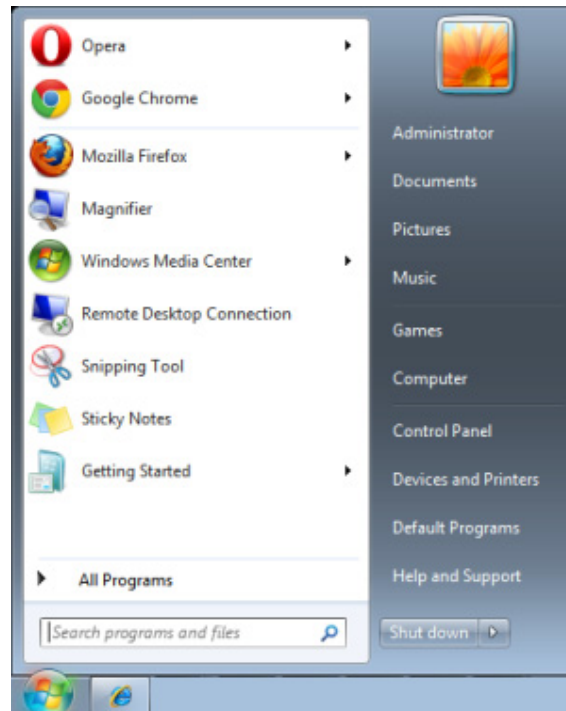 Opera
Google Chrome
Mozilla Firefox
Magnifier
Windows Media Center
Remote Desktop Connection
Snipping Tool
Sticky Notes
Getting Started
All Programs
Search programs and files
Administrator
Documents
Pictures
Music
Games
Computer
Control Panel
Devices and Printers
Default Programs
Help and Support
Shut down